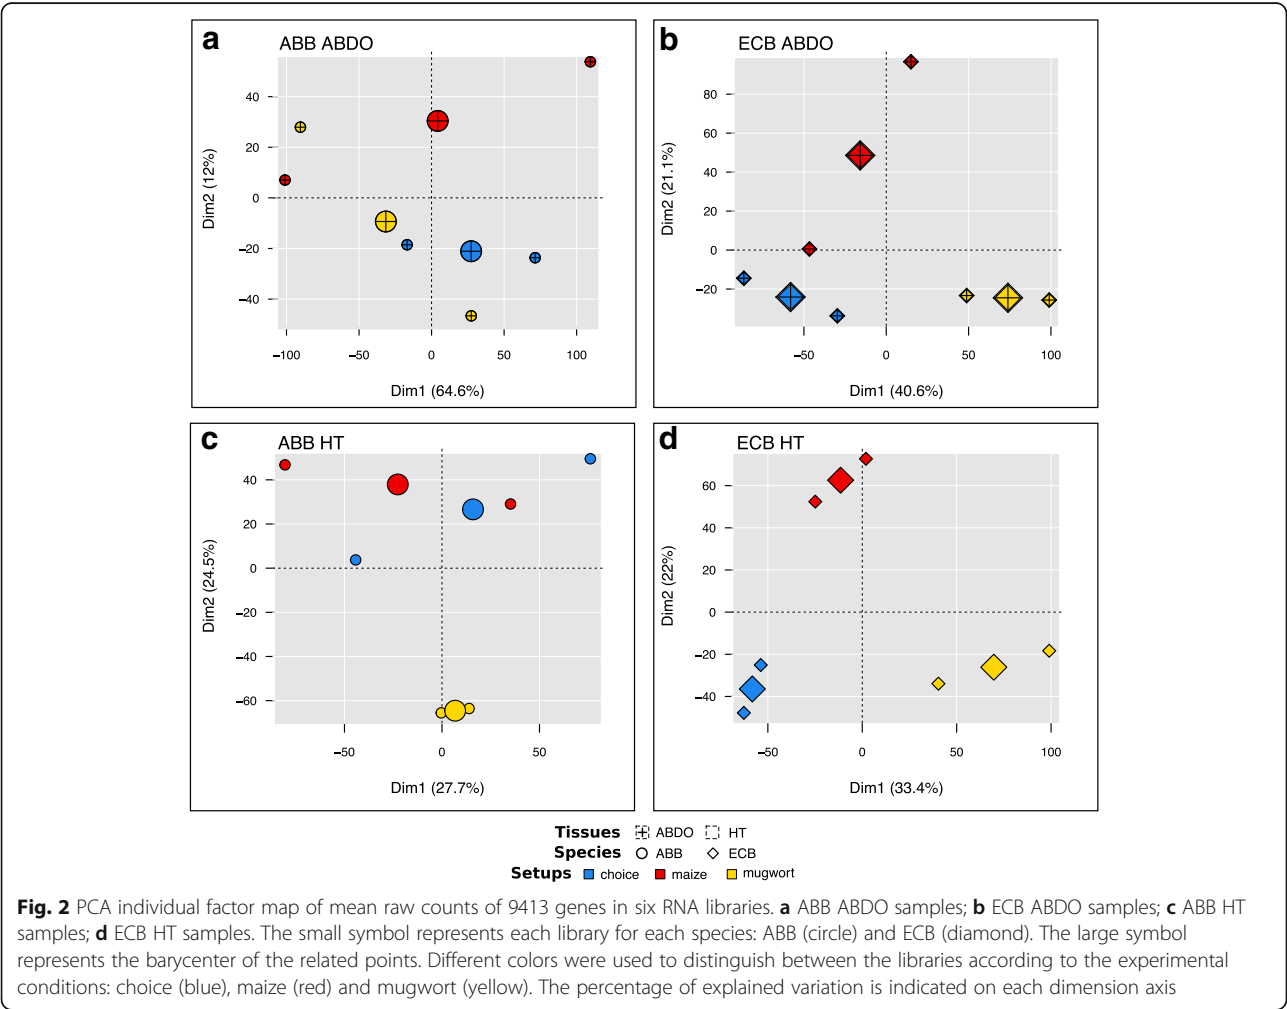 a ABB ABDO
40
20
0
−20
−40
−100 −50 0 50 100
Dim2 (12%)
Dim1 (64.6%)
b ECB ABDO
80
60
40
20
0
−20
−50 0 50 100
Dim2 (21.1%)
Dim1 (40.6%)
c ABB HT
40
20
0
−20
−40
−60
−50 0 50
Dim2 (24.5%)
Dim1 (27.7%)
d ECB HT
60
40
20
0
−20
−40
−50 0 50 100
Dim2 (22%)
Dim1 (33.4%)
Tissues ABDO HT
Species ABB ECB
Setups choice maize mugwort
Fig. 2 PCA individual factor map of mean raw counts of 9413 genes in six RNA libraries. a ABB ABDO samples; b ECB ABDO samples; c ABB HT
samples; d ECB HT samples. The small symbol represents each library for each species: ABB (circle) and ECB (diamond). The large symbol
represents the barycenter of the related points. Different colors were used to distinguish between the libraries according to the experimental
conditions: choice (blue), maize (red) and mugwort (yellow). The percentage of explained variation is indicated on each dimension axis